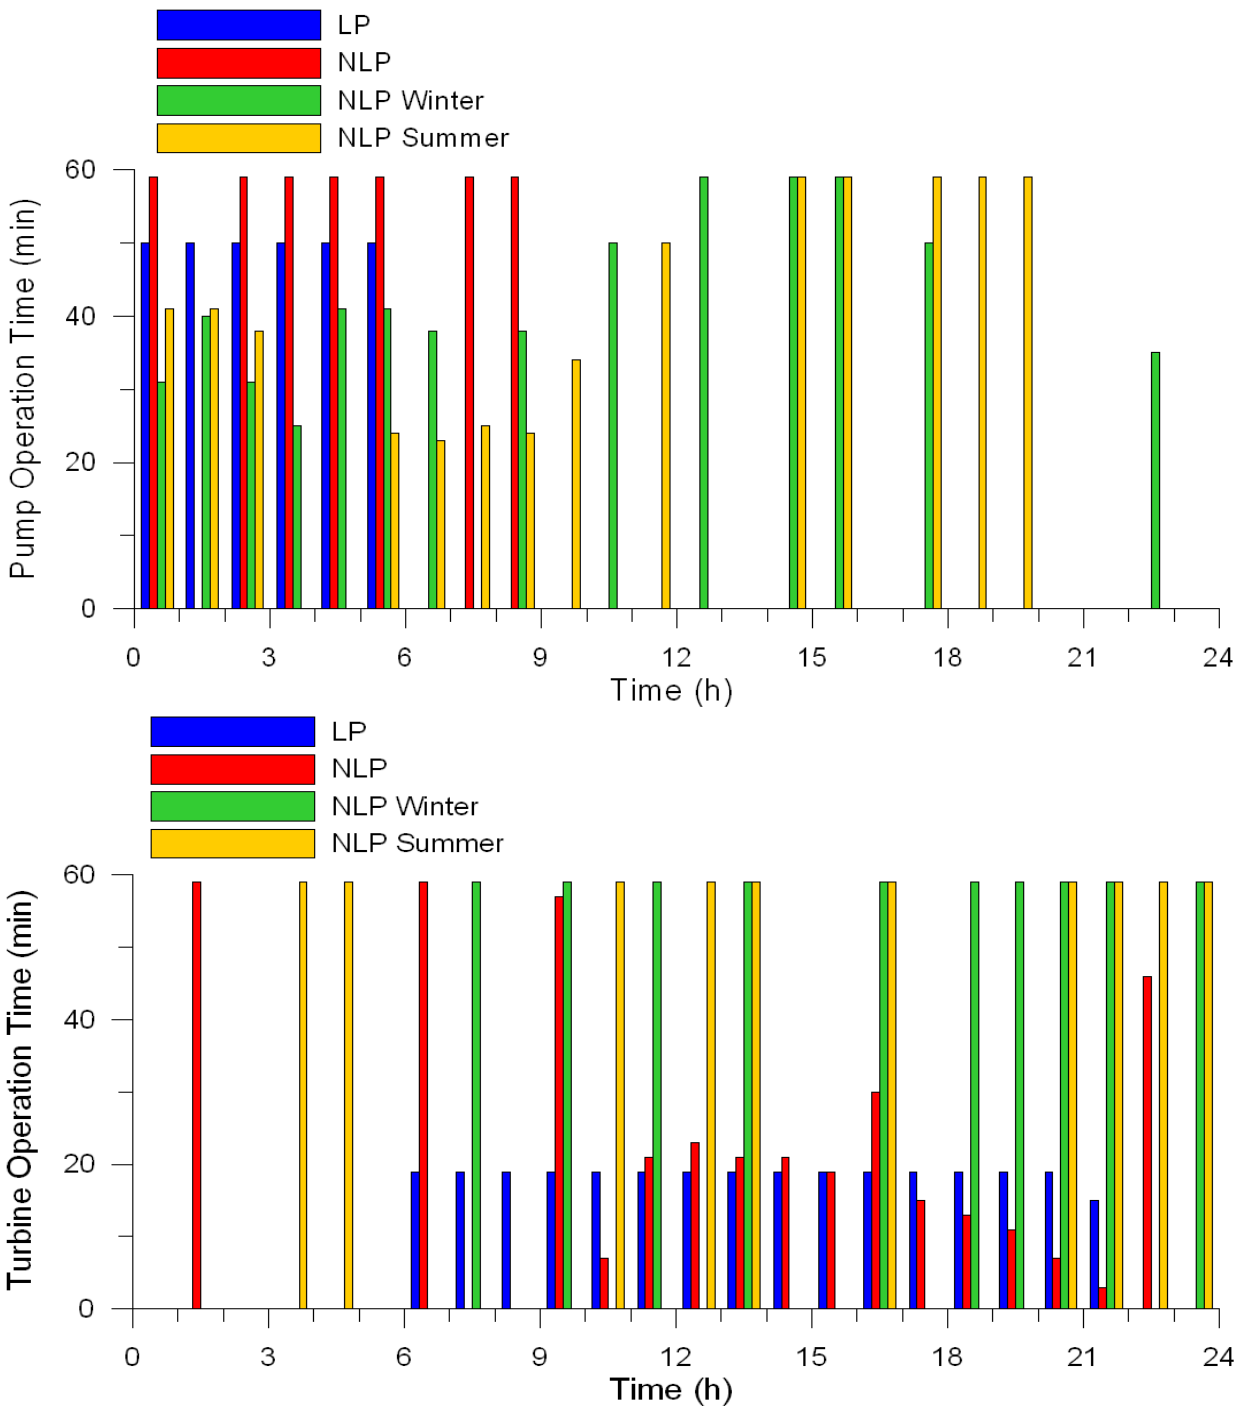 LP
NLP
NLP Winter
NLP Summer
Pump Operation Time (min)
60
40
20
0
0 3 6 9 12 15 18 21 24
Time (h)
LP
NLP
NLP Winter
NLP Summer
Turbine Operation Time (min)
60
40
20
0
0 3 6 9 12 15 18 21 24
Time (h)